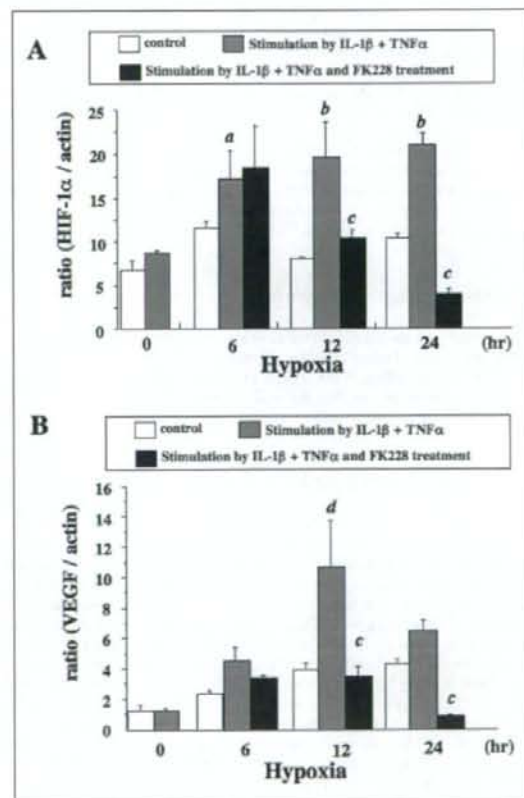 A
control
Stimulation by IL-1β + TNFα
Stimulation by IL-1β + TNFα and FK228 treatment
ratio (HIF-1α / actin)
25
20
15
10
5
0
a
b
c
b
c
0
6
12
24
(hr)
Hypoxia
B
control
Stimulation by IL-1β + TNFα
Stimulation by IL-1β + TNFα and FK228 treatment
ratio (VEGF / actin)
16
14
12
10
8
6
4
2
0
d
c
c
0
6
12
24
(hr)
Hypoxia